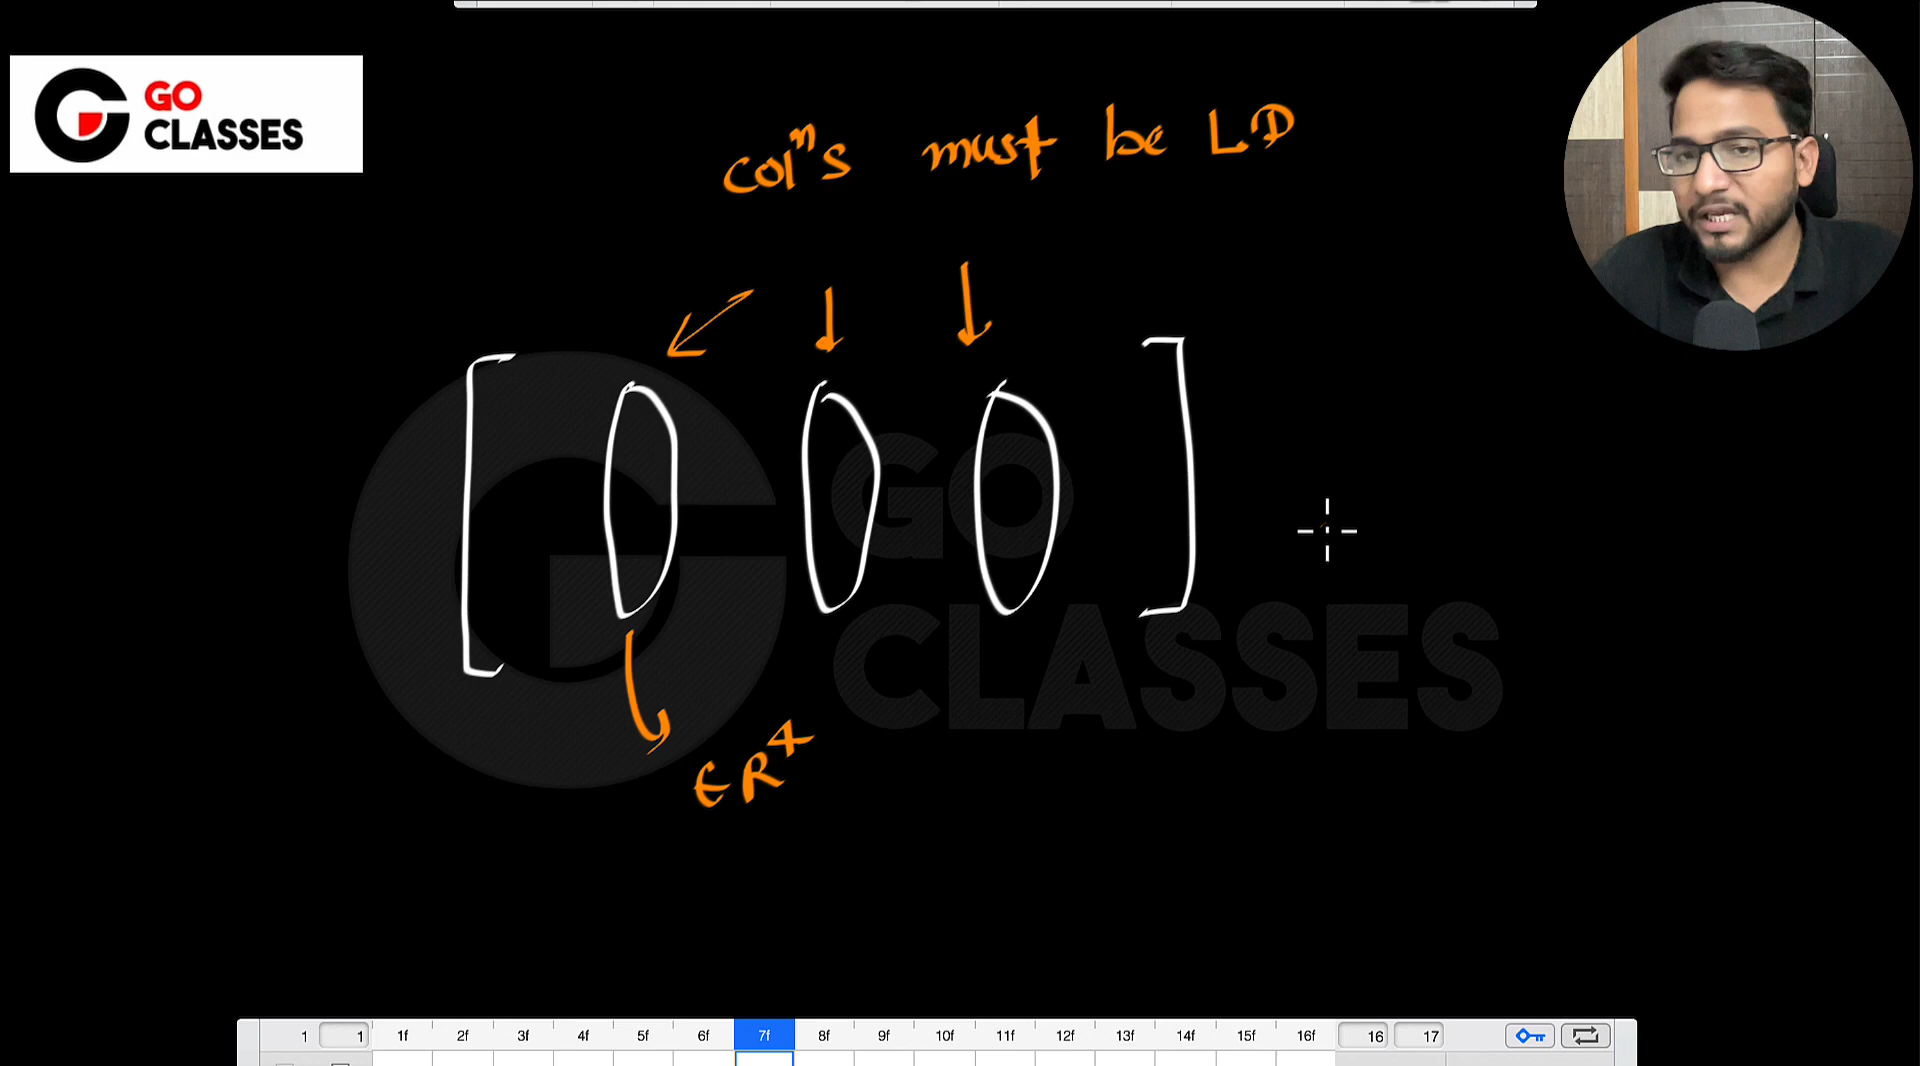 GO
CLASSES
colⁿs must be LD
GO
CLASSES
∈ R⁴
1 1 1f 2f 3f 4f 5f 6f 7f 8f 9f 10f 11f 12f 13f 14f 15f 16f 16 17